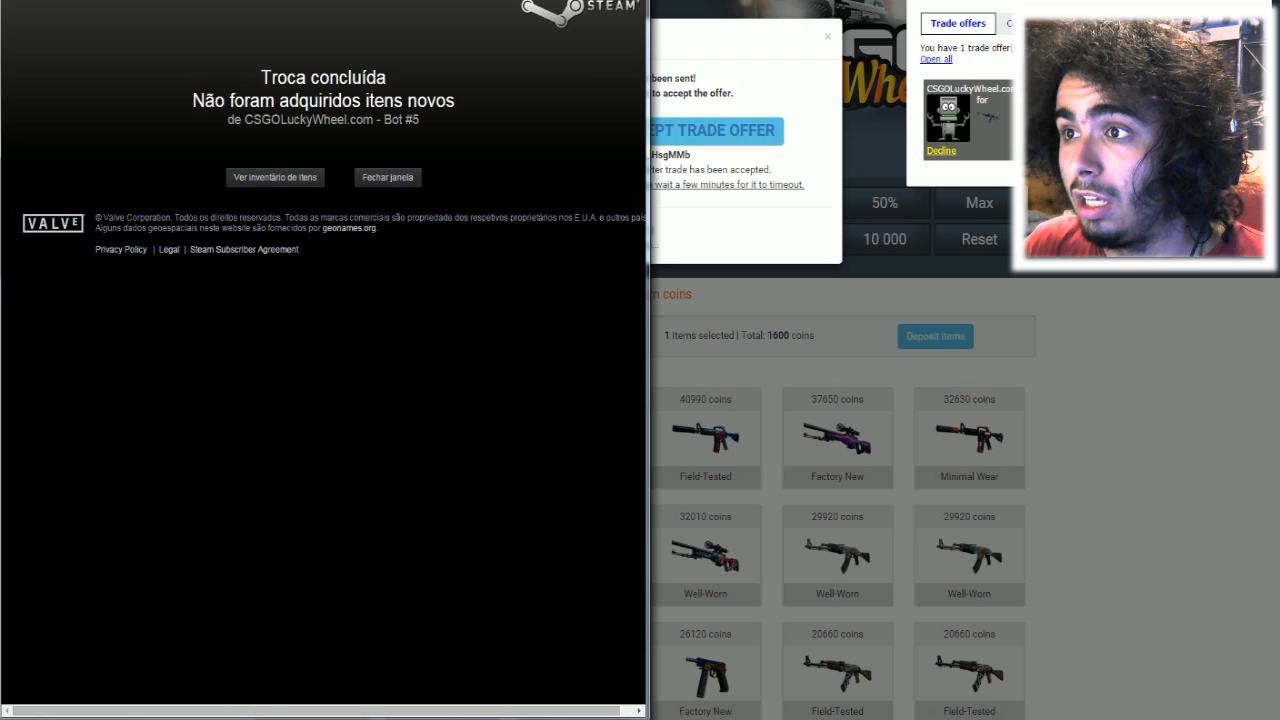 STEAM
Troca concluída
Não foram adquiridos itens novos
de CSGOLuckyWheel.com - Bot #5
Ver inventário de itens
Fechar janela
VALVE
© Valve Corporation. Todos os direitos reservados. Todas as marcas comerciais são propriedade dos respetivos proprietários nos E.U.A. e outros país
Alguns dados geoespaciais neste website são fornecidos por geonames.org.
Privacy Policy | Legal | Steam Subscriber Agreement
×
been sent!
to accept the offer.
EPT TRADE OFFER
HsgMMb
ter trade has been accepted.
wait a few minutes for it to timeout.
Whe
Trade offers
You have 1 trade offer(
Open all
CSGOLuckyWheel.com
for
Decline
50%
Max
10 000
Reset
n coins
1 Items selected | Total: 1600 coins
Deposit items
40990 coins
37650 coins
32630 coins
Field-Tested
Factory New
Minimal Wear
32010 coins
29920 coins
29920 coins
Well-Worn
Well-Worn
Well-Worn
26120 coins
20660 coins
20660 coins
Factory New
Field-Tested
Field-Tested